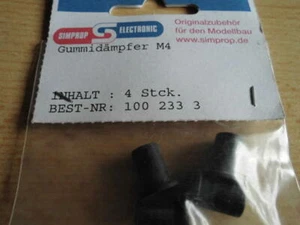 SIMPROP ELECTRONIC
Originalzubehör
für den Modellbau
www.simprop.de
Gummidämpfer M4
INHALT : 4 Stck.
BEST-NR: 100 233 3